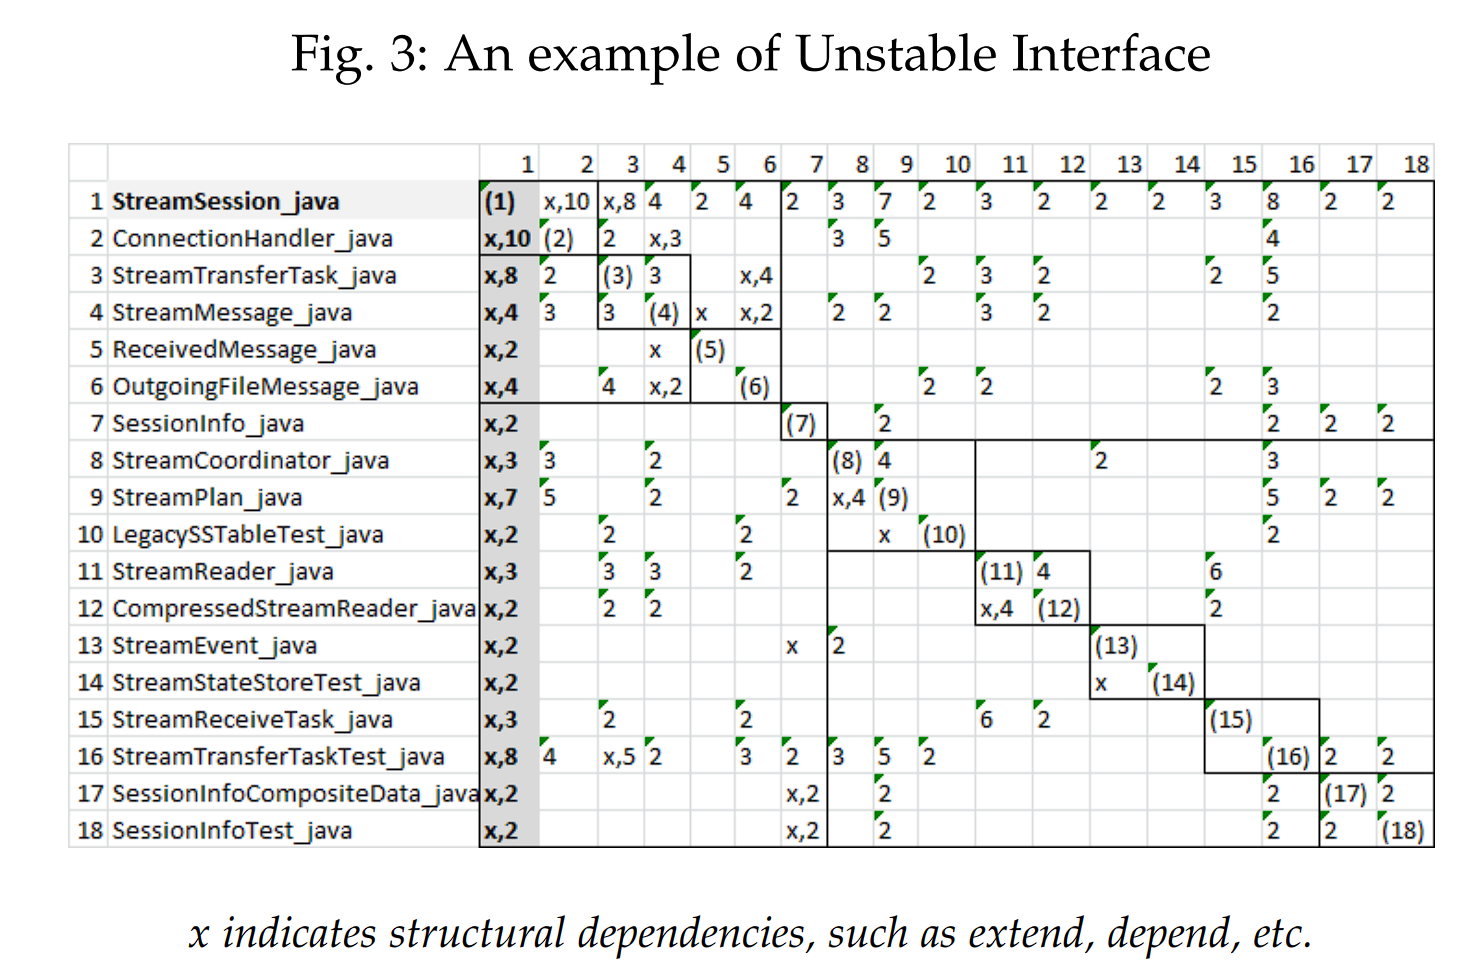 Fig. 3: An example of Unstable Interface
1 2 3 4 5 6 7 8 9 10 11 12 13 14 15 16 17 18
1 StreamSession_java (1) x,10 x,8 4 2 4 2 3 7 2 3 2 2 2 3 8 2 2
2 ConnectionHandler_java x,10 (2) 2 x,3 3 5 4
3 StreamTransferTask_java x,8 2 (3) 3 x,4 2 3 2 2 5
4 StreamMessage_java x,4 3 3 (4) x x,2 2 2 3 2 2
5 ReceivedMessage_java x,2 x (5)
6 OutgoingFileMessage_java x,4 4 x,2 (6) 2 2 2 3
7 SessionInfo_java x,2 (7) 2 2 2 2
8 StreamCoordinator_java x,3 3 2 (8) 4 2 3
9 StreamPlan_java x,7 5 2 2 x,4 (9) 5 2 2
10 LegacySSTableTest_java x,2 2 2 x (10) 2
11 StreamReader_java x,3 3 3 2 (11) 4 6
12 CompressedStreamReader_java x,2 2 2 x,4 (12) 2
13 StreamEvent_java x,2 x 2 (13)
14 StreamStateStoreTest_java x,2 x (14)
15 StreamReceiveTask_java x,3 2 2 6 2 (15)
16 StreamTransferTaskTest_java x,8 4 x,5 2 3 2 3 5 2 (16) 2 2
17 SessionInfoCompositeData_java x,2 x,2 2 2 (17) 2
18 SessionInfoTest_java x,2 x,2 2 2 2 (18)
x indicates structural dependencies, such as extend, depend, etc.